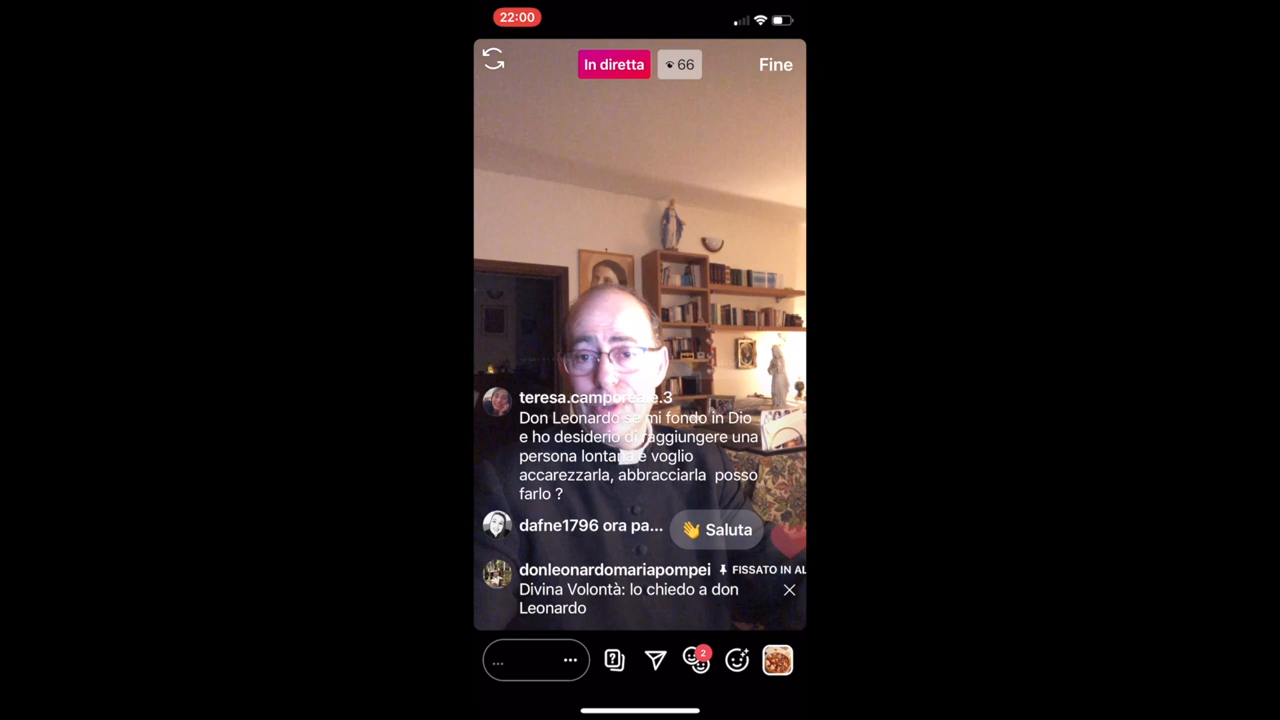 22:00
In diretta
66
Fine
teresa.camporeale.3
Don Leonardo se mi fondo in Dio
e ho desiderio di raggiungere una
persona lontana e voglio
accarezzarla, abbracciarla posso
farlo ?
dafne1796 ora pa...
👋 Saluta
donleonardomariapompei FISSATO IN AL
Divina Volontà: lo chiedo a don
Leonardo
...
2